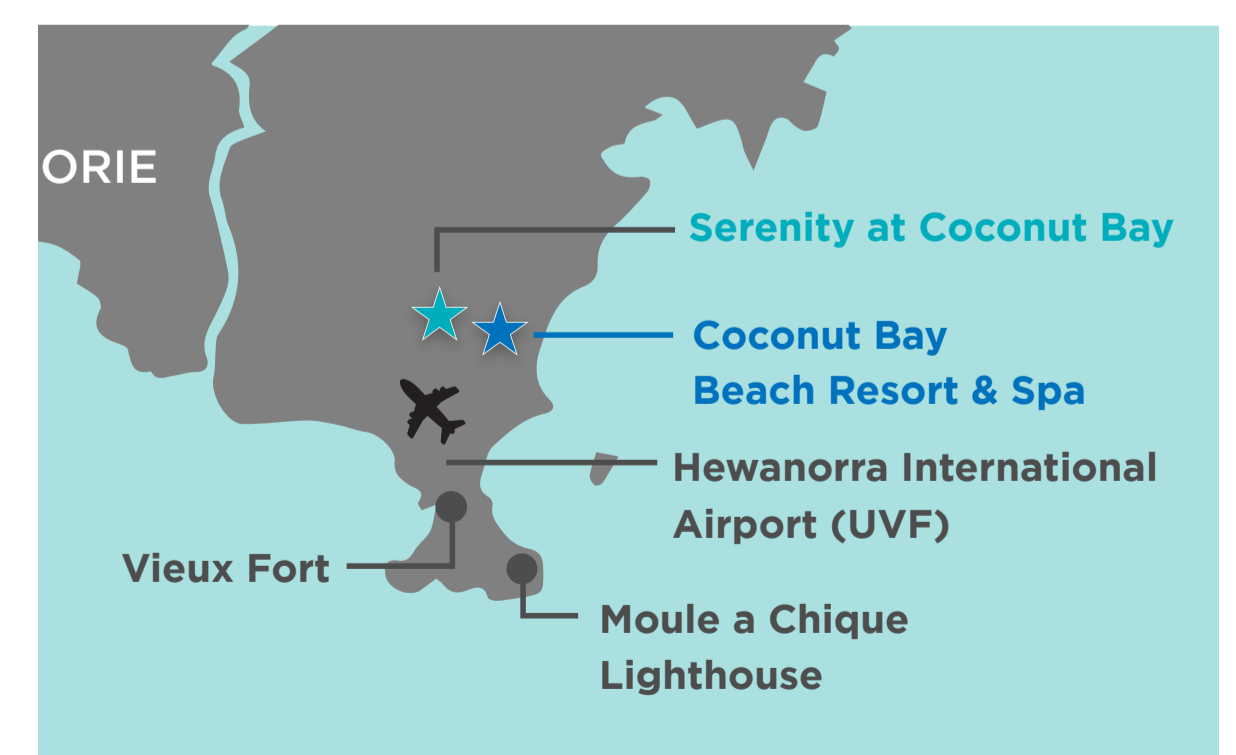 ORIE
Serenity at Coconut Bay
Coconut Bay
Beach Resort & Spa
Hewanorra International
Airport (UVF)
Vieux Fort
Moule a Chique
Lighthouse